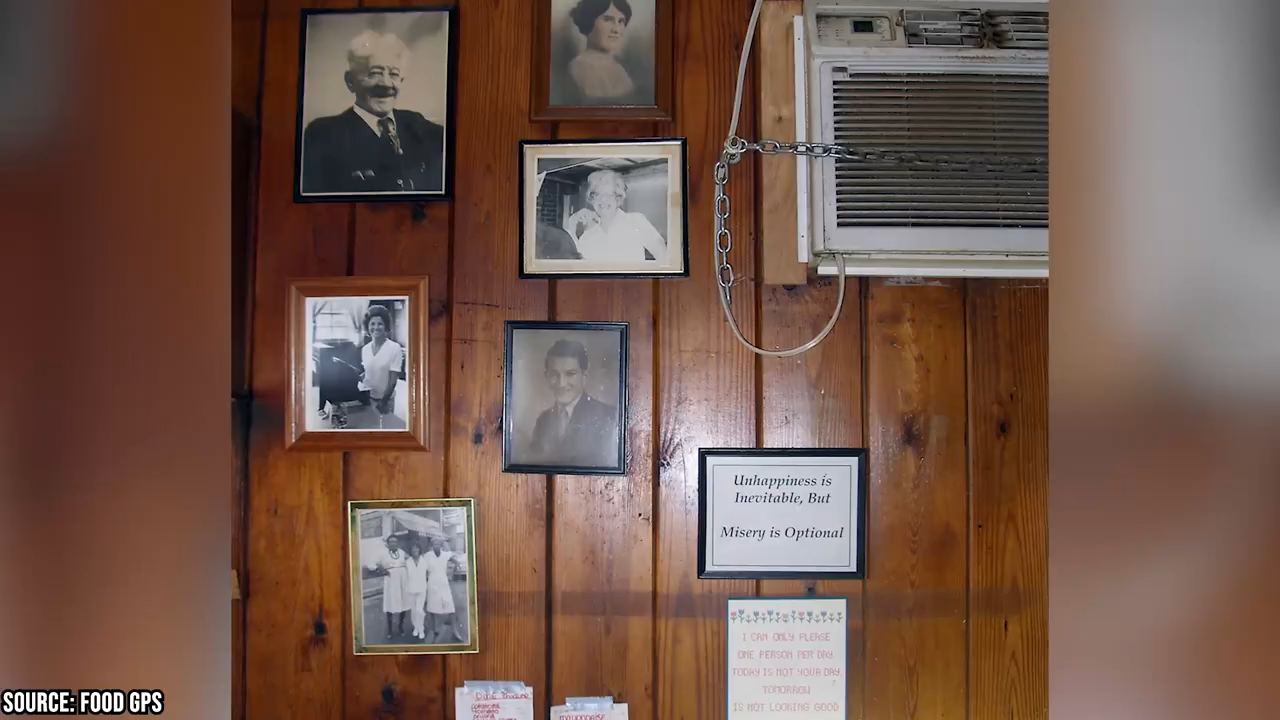 Unhappiness is
Inevitable, But
Misery is Optional
I CAN ONLY PLEASE
ONE PERSON PER DAY.
TODAY IS NOT YOUR DAY.
TOMORROW
IS NOT LOOKING GOOD
mayonnaise
SOURCE: FOOD GPS